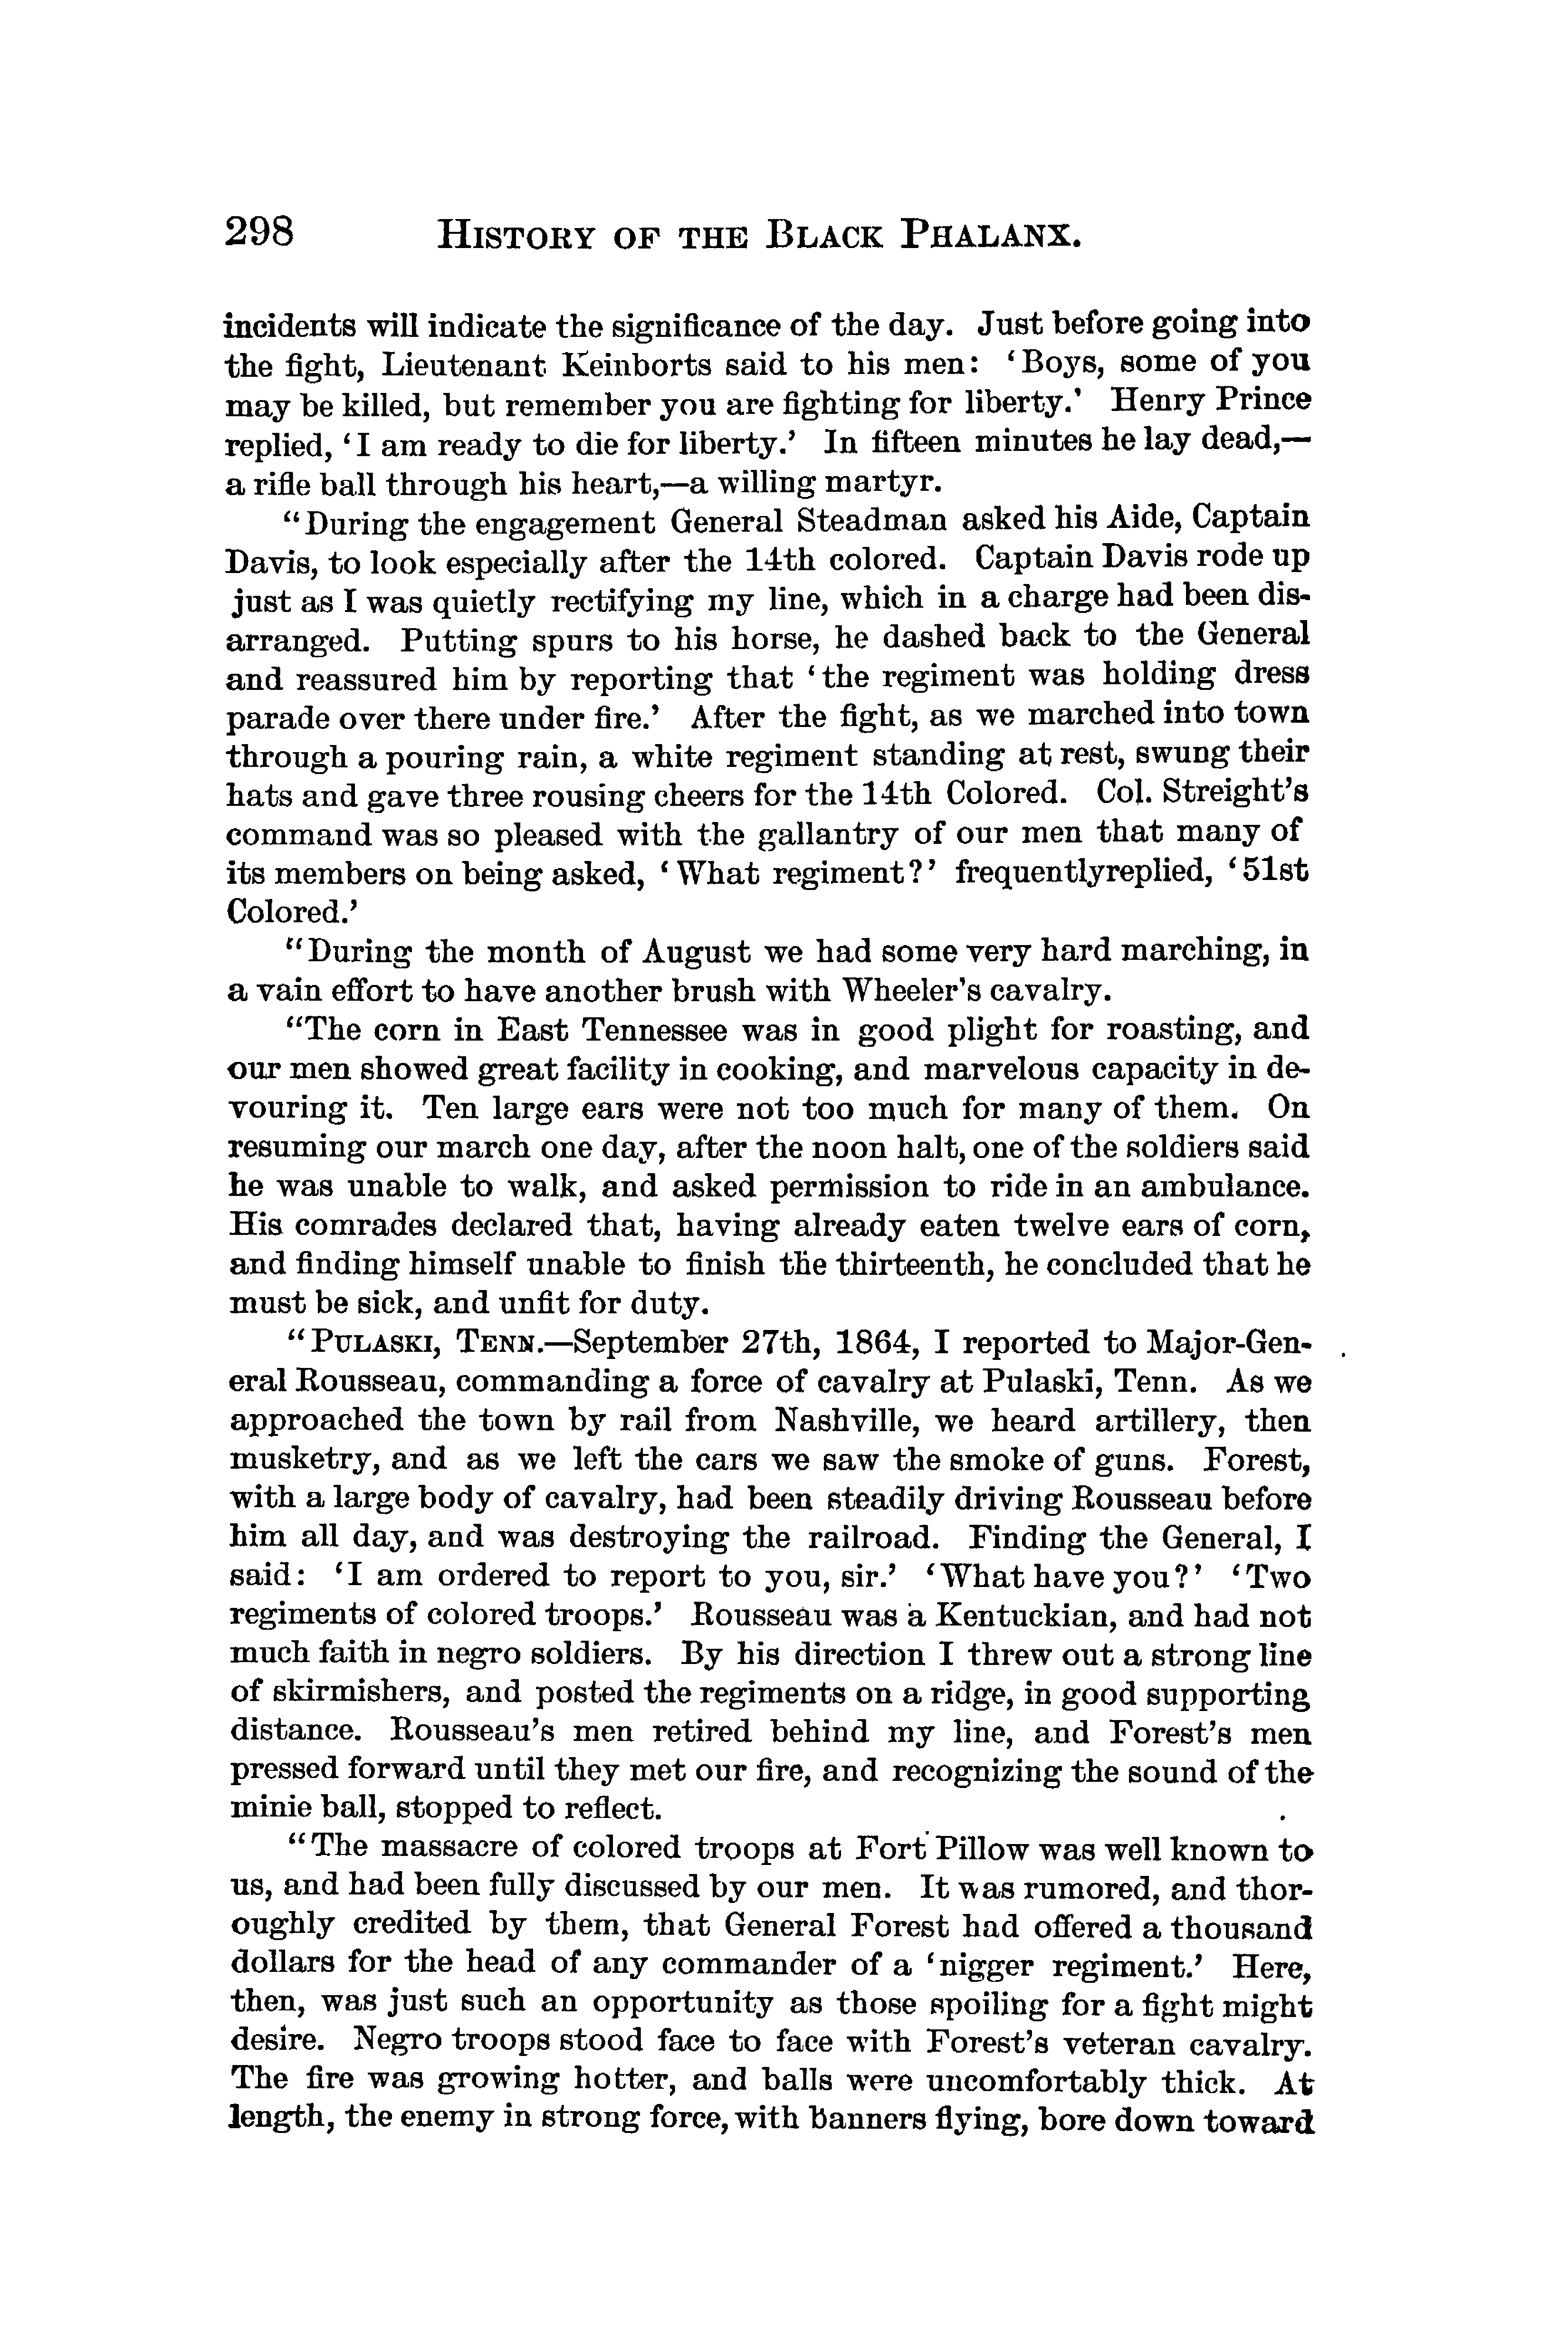 298 HISTORY OF THE BLACK PHALANX.
incidents will indicate the significance of the day. Just before going into
the fight, Lieutenant Keinborts said to his men: ‘Boys, some of you
may be killed, but remember you are fighting for liberty.’ Henry Prince
replied, ‘I am ready to die for liberty.’ In fifteen minutes he lay dead,—
a rifle ball through his heart,—a willing martyr.
“During the engagement General Steadman asked his Aide, Captain
Davis, to look especially after the 14th colored. Captain Davis rode up
just as I was quietly rectifying my line, which in a charge had been dis-
arranged. Putting spurs to his horse, he dashed back to the General
and reassured him by reporting that ‘the regiment was holding dress
parade over there under fire.’ After the fight, as we marched into town
through a pouring rain, a white regiment standing at rest, swung their
hats and gave three rousing cheers for the 14th Colored. Col. Streight’s
command was so pleased with the gallantry of our men that many of
its members on being asked, ‘What regiment?’ frequentlyreplied, ‘51st
Colored.’
“During the month of August we had some very hard marching, in
a vain effort to have another brush with Wheeler’s cavalry.
“The corn in East Tennessee was in good plight for roasting, and
our men showed great facility in cooking, and marvelous capacity in de-
vouring it. Ten large ears were not too much for many of them. On
resuming our march one day, after the noon halt, one of the soldiers said
he was unable to walk, and asked permission to ride in an ambulance.
His comrades declared that, having already eaten twelve ears of corn,
and finding himself unable to finish the thirteenth, he concluded that he
must be sick, and unfit for duty.
“PULASKI, TENN.—September 27th, 1864, I reported to Major-Gen-
eral Rousseau, commanding a force of cavalry at Pulaski, Tenn. As we
approached the town by rail from Nashville, we heard artillery, then
musketry, and as we left the cars we saw the smoke of guns. Forest,
with a large body of cavalry, had been steadily driving Rousseau before
him all day, and was destroying the railroad. Finding the General, I
said: ‘I am ordered to report to you, sir.’ ‘What have you?’ ‘Two
regiments of colored troops.’ Rousseau was a Kentuckian, and had not
much faith in negro soldiers. By his direction I threw out a strong line
of skirmishers, and posted the regiments on a ridge, in good supporting
distance. Rousseau’s men retired behind my line, and Forest’s men
pressed forward until they met our fire, and recognizing the sound of the
minie ball, stopped to reflect.
“The massacre of colored troops at Fort Pillow was well known to
us, and had been fully discussed by our men. It was rumored, and thor-
oughly credited by them, that General Forest had offered a thousand
dollars for the head of any commander of a ‘nigger regiment.’ Here,
then, was just such an opportunity as those spoiling for a fight might
desire. Negro troops stood face to face with Forest’s veteran cavalry.
The fire was growing hotter, and balls were uncomfortably thick. At
length, the enemy in strong force, with banners flying, bore down toward